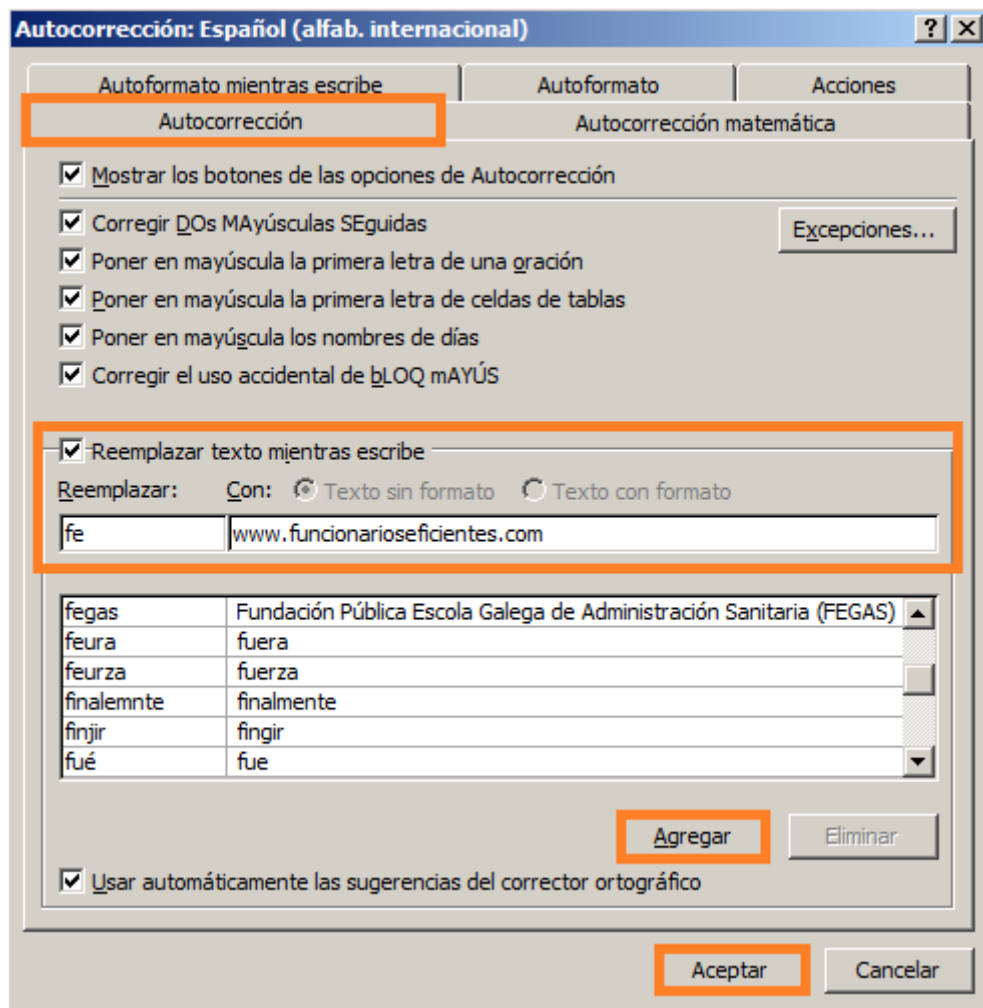 Autocorrección: Español (alfab. internacional)
Autoformato mientras escribe Autoformato Acciones
Autocorrección Autocorrección matemática
Mostrar los botones de las opciones de Autocorrección
Corregir DOs MAyúsculas SEguidas Excepciones...
Poner en mayúscula la primera letra de una oración
Poner en mayúscula la primera letra de celdas de tablas
Poner en mayúscula los nombres de días
Corregir el uso accidental de bLOQ mAYÚS
Reemplazar texto mientras escribe
Reemplazar: Con: Texto sin formato Texto con formato
fe www.funcionarioseficientes.com
fegas Fundación Pública Escola Galega de Administración Sanitaria (FEGAS)
feura fuera
feurza fuerza
finalemnte finalmente
finjir fingir
fué fue
Agregar Eliminar
Usar automáticamente las sugerencias del corrector ortográfico
Aceptar Cancelar